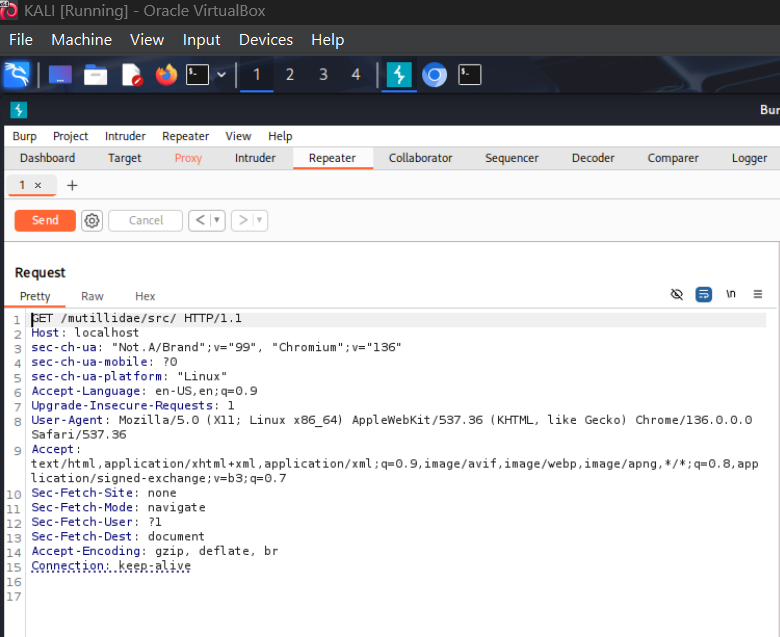 KALI [Running] - Oracle VirtualBox
File Machine View Input Devices Help
1 2 3 4
Bur
Burp Project Intruder Repeater View Help
Dashboard Target Proxy Intruder Repeater Collaborator Sequencer Decoder Comparer Logger
1 × +
Send Cancel < >
Request
Pretty Raw Hex \n
1 GET /mutillidae/src/ HTTP/1.1
2 Host: localhost
3 sec-ch-ua: "Not.A/Brand";v="99", "Chromium";v="136"
4 sec-ch-ua-mobile: ?0
5 sec-ch-ua-platform: "Linux"
6 Accept-Language: en-US,en;q=0.9
7 Upgrade-Insecure-Requests: 1
8 User-Agent: Mozilla/5.0 (X11; Linux x86_64) AppleWebKit/537.36 (KHTML, like Gecko) Chrome/136.0.0.0
Safari/537.36
9 Accept:
text/html,application/xhtml+xml,application/xml;q=0.9,image/avif,image/webp,image/apng,*/*;q=0.8,app
lication/signed-exchange;v=b3;q=0.7
10 Sec-Fetch-Site: none
11 Sec-Fetch-Mode: navigate
12 Sec-Fetch-User: ?1
13 Sec-Fetch-Dest: document
14 Accept-Encoding: gzip, deflate, br
15 Connection: keep-alive
16
17